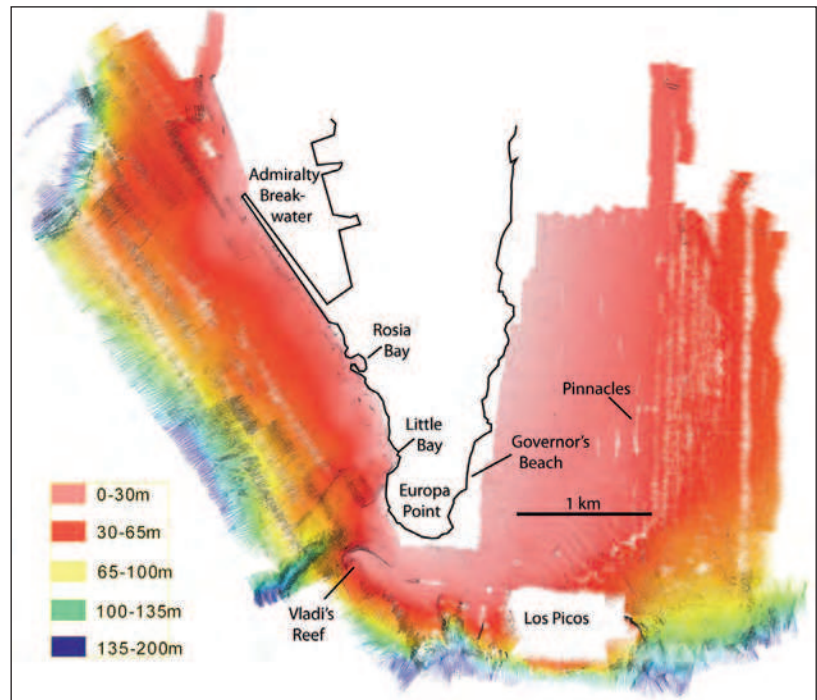 Admiralty
Break-
water
Rosia
Bay
Pinnacles
Little
Bay
Governor's
Beach
Europa
Point
1 km
0-30m
30-65m
65-100m
100-135m
135-200m
Vladi's
Reef
Los Picos